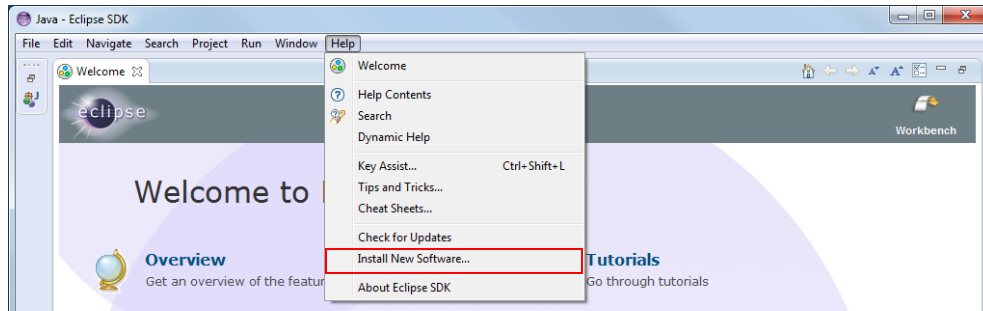 Java - Eclipse SDK
File Edit Navigate Search Project Run Window Help
Welcome
eclipse
Workbench
Welcome to
Overview
Get an overview of the featur
Tutorials
Go through tutorials
Welcome
Help Contents
Search
Dynamic Help
Key Assist... Ctrl+Shift+L
Tips and Tricks...
Cheat Sheets...
Check for Updates
Install New Software...
About Eclipse SDK